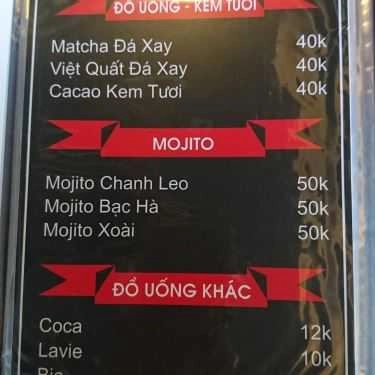 ĐỒ UỐNG - KEM TƯƠI
Matcha Đá Xay 40k
Việt Quất Đá Xay 40k
Cacao Kem Tươi 40k
MOJITO
Mojito Chanh Leo 50k
Mojito Bạc Hà 50k
Mojito Xoài 50k
ĐỒ UỐNG KHÁC
Coca 12k
Lavie 10k